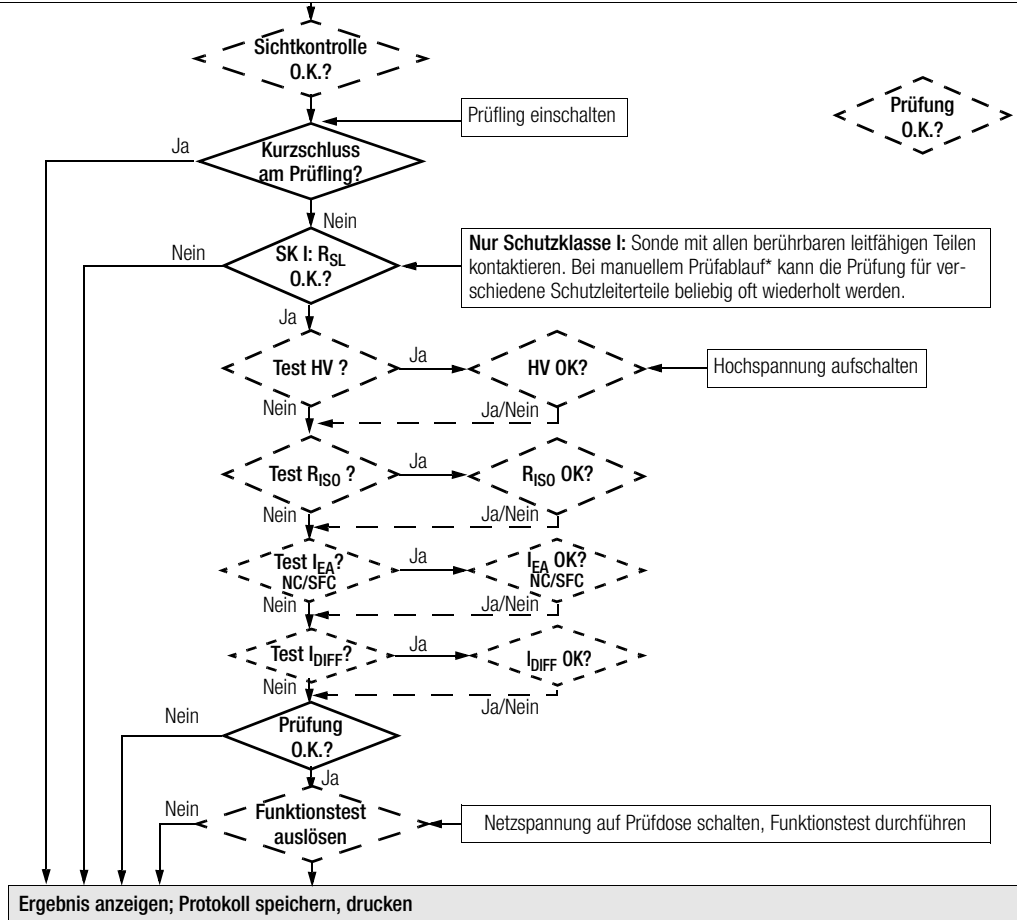 Sichtkontrolle
O.K.?
Prüfung
O.K.?
Prüfling einschalten
Ja
Kurzschluss
am Prüfling?
Nein
Nein
SK I: RSL
O.K.?
Nur Schutzklasse I: Sonde mit allen berührbaren leitfähigen Teilen
kontaktieren. Bei manuellem Prüfablauf* kann die Prüfung für ver-
schiedene Schutzleiterteile beliebig oft wiederholt werden.
Ja
Test HV ?
Ja
HV OK?
Hochspannung aufschalten
Nein
Ja/Nein
Test RISO ?
Ja
RISO OK?
Nein
Ja/Nein
Test IEA?
NC/SFC
Ja
IEA OK?
NC/SFC
Nein
Ja/Nein
Test IDIFF?
Ja
IDIFF OK?
Nein
Ja/Nein
Nein
Prüfung
O.K.?
Ja
Nein
Funktionstest
auslösen
Netzspannung auf Prüfdose schalten, Funktionstest durchführen
Ergebnis anzeigen; Protokoll speichern, drucken